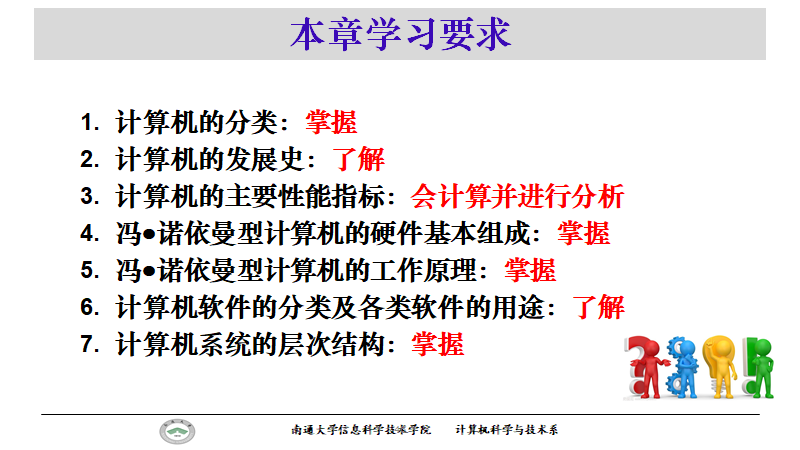 本章学习要求
1. 计算机的分类：掌握
2. 计算机的发展史：了解
3. 计算机的主要性能指标：会计算并进行分析
4. 冯●诺依曼型计算机的硬件基本组成：掌握
5. 冯●诺依曼型计算机的工作原理：掌握
6. 计算机软件的分类及各类软件的用途：了解
7. 计算机系统的层次结构：掌握
南通大学信息科学技术学院 计算机科学与技术系